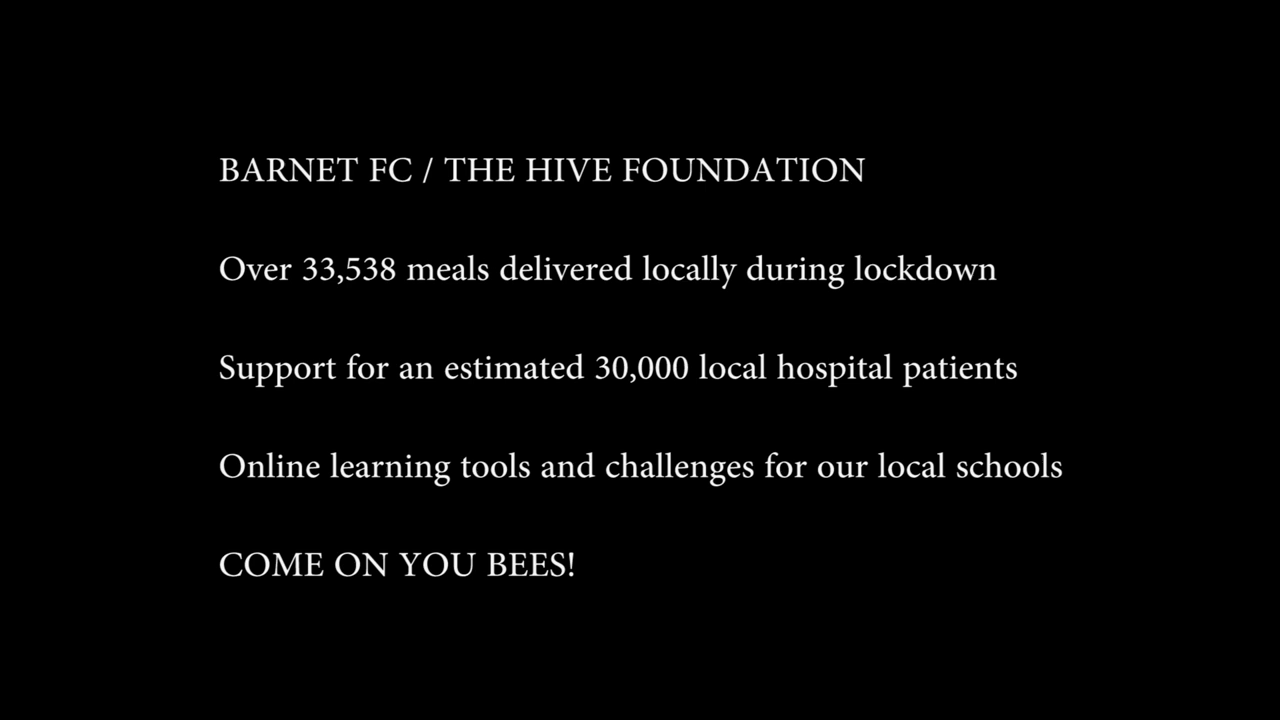 BARNET FC / THE HIVE FOUNDATION
Over 33,538 meals delivered locally during lockdown
Support for an estimated 30,000 local hospital patients
Online learning tools and challenges for our local schools
COME ON YOU BEES!